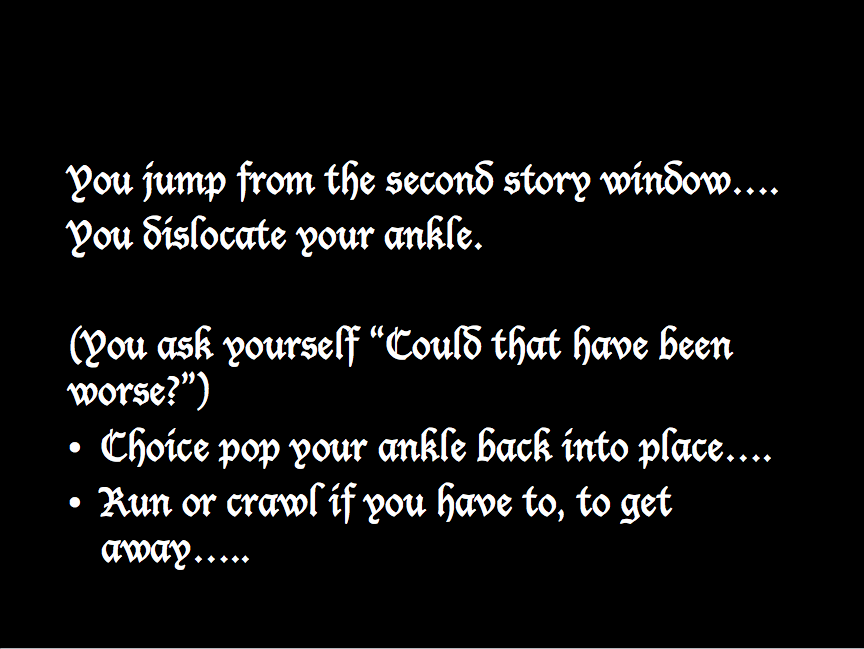 You jump from the second story window....
You dislocate your ankle.
(You ask yourself “Could that have been
worse?”)
• Choice pop your ankle back into place....
• Run or crawl if you have to, to get
away.....